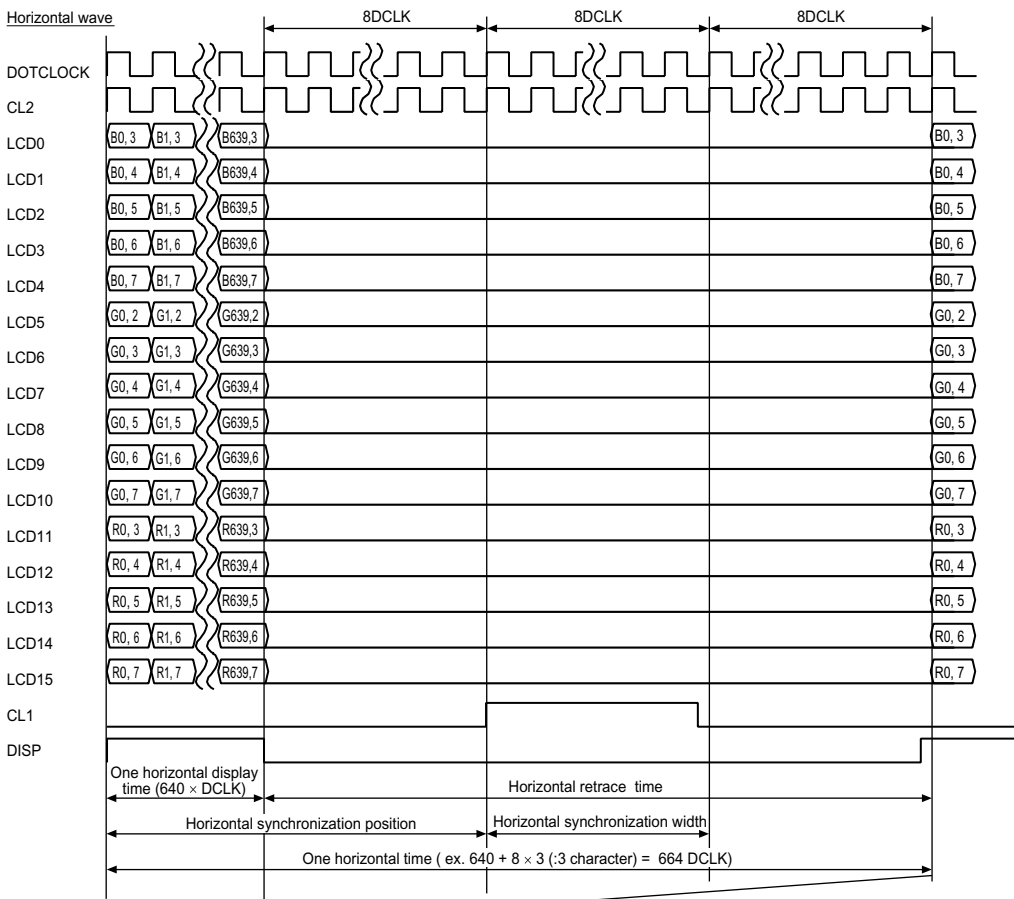 Horizontal wave
8DCLK 8DCLK 8DCLK
DOTCLOCK
CL2
LCD0 B0, 3 B1, 3 B639,3 B0, 3
LCD1 B0, 4 B1, 4 B639,4 B0, 4
LCD2 B0, 5 B1, 5 B639,5 B0, 5
LCD3 B0, 6 B1, 6 B639,6 B0, 6
LCD4 B0, 7 B1, 7 B639,7 B0, 7
LCD5 G0, 2 G1, 2 G639,2 G0, 2
LCD6 G0, 3 G1, 3 G639,3 G0, 3
LCD7 G0, 4 G1, 4 G639,4 G0, 4
LCD8 G0, 5 G1, 5 G639,5 G0, 5
LCD9 G0, 6 G1, 6 G639,6 G0, 6
LCD10 G0, 7 G1, 7 G639,7 G0, 7
LCD11 R0, 3 R1, 3 R639,3 R0, 3
LCD12 R0, 4 R1, 4 R639,4 R0, 4
LCD13 R0, 5 R1, 5 R639,5 R0, 5
LCD14 R0, 6 R1, 6 R639,6 R0, 6
LCD15 R0, 7 R1, 7 R639,7 R0, 7
CL1
DISP
One horizontal display
time (640 × DCLK)
Horizontal retrace time
Horizontal synchronization position
Horizontal synchronization width
One horizontal time ( ex. 640 + 8 × 3 (:3 character) = 664 DCLK)